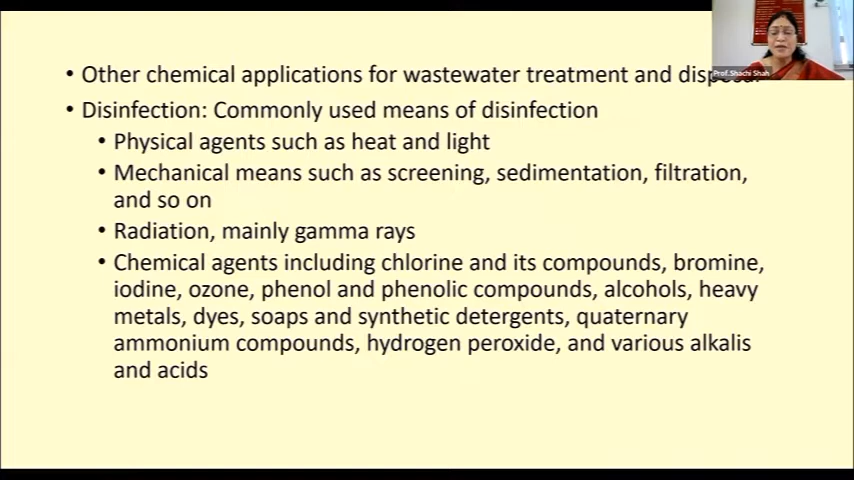 • Other chemical applications for wastewater treatment and
Prof.Shachi Shah
• Disinfection: Commonly used means of disinfection
• Physical agents such as heat and light
• Mechanical means such as screening, sedimentation, filtration,
and so on
• Radiation, mainly gamma rays
• Chemical agents including chlorine and its compounds, bromine,
iodine, ozone, phenol and phenolic compounds, alcohols, heavy
metals, dyes, soaps and synthetic detergents, quaternary
ammonium compounds, hydrogen peroxide, and various alkalis
and acids